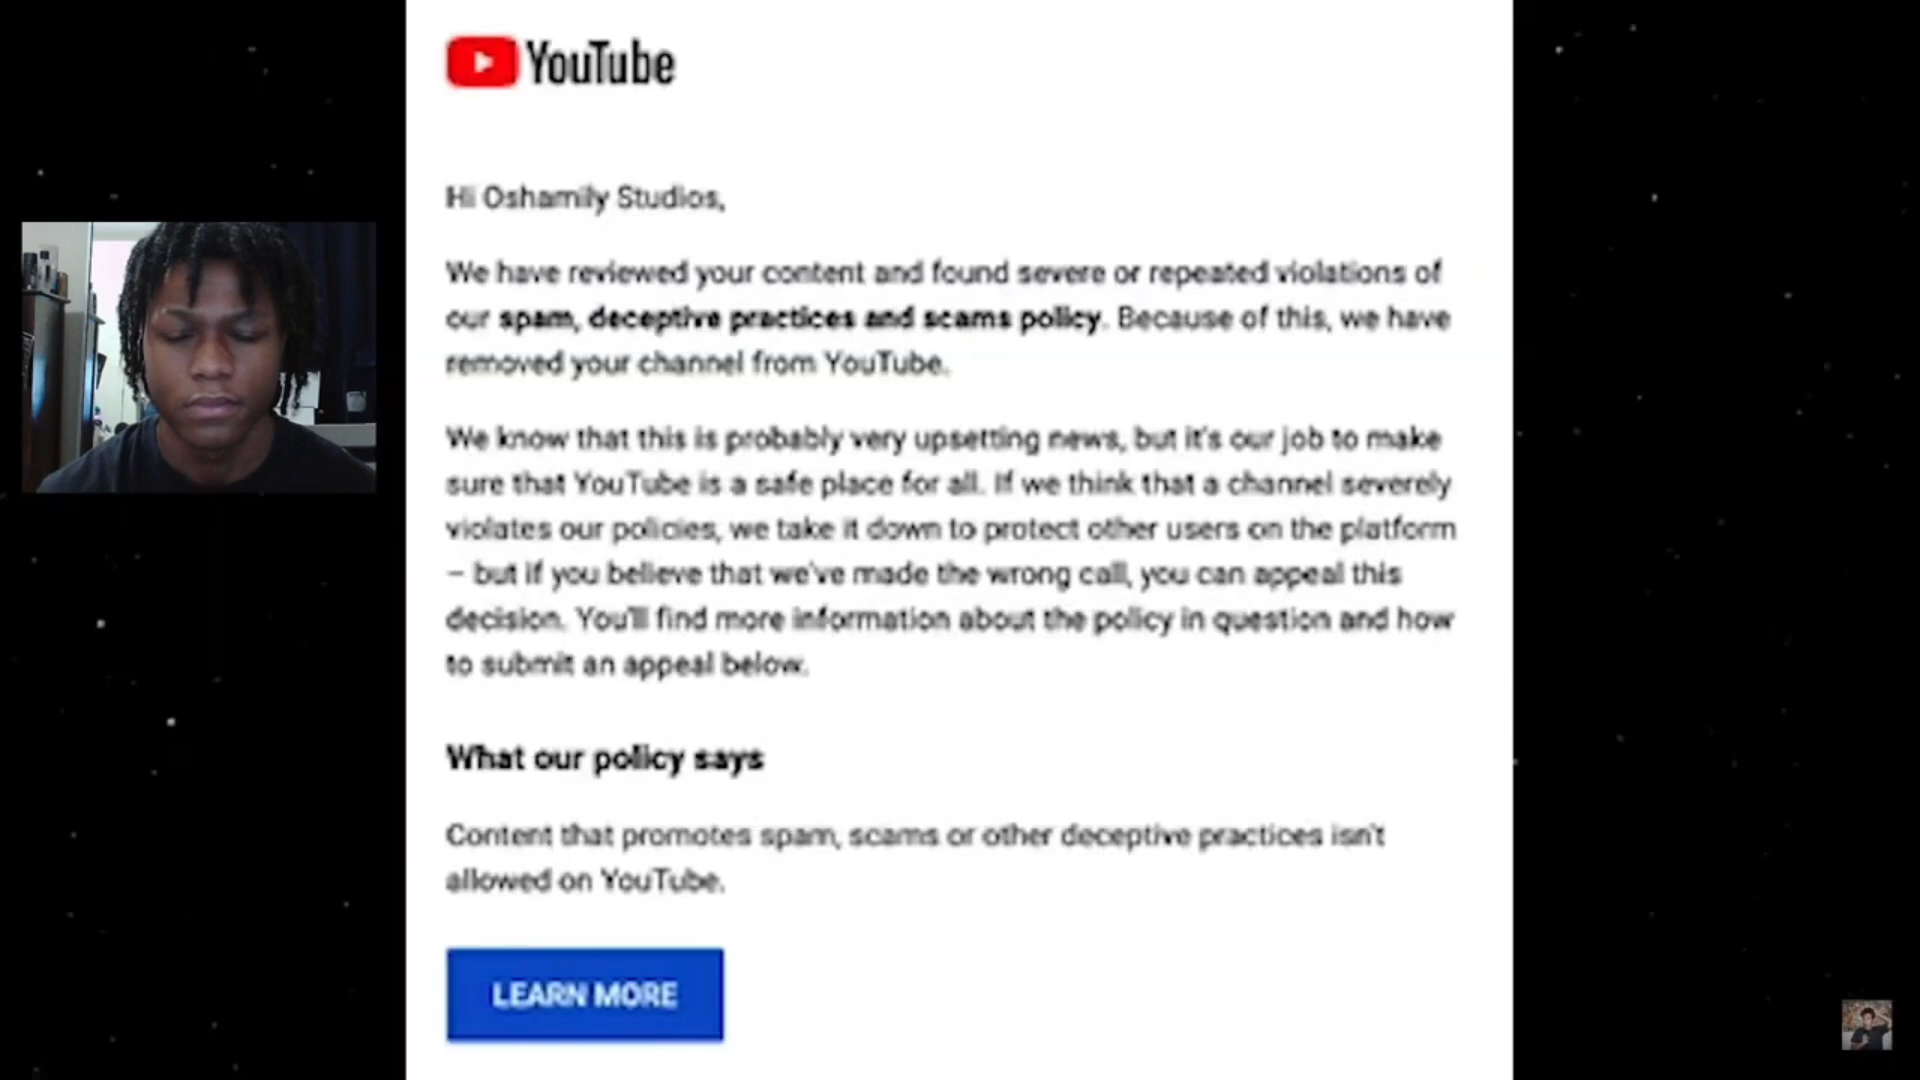 YouTube
Hi Oshamily Studios,
We have reviewed your content and found severe or repeated violations of
our spam, deceptive practices and scams policy. Because of this, we have
removed your channel from YouTube.
We know that this is probably very upsetting news, but it's our job to make
sure that YouTube is a safe place for all. If we think that a channel severely
violates our policies, we take it down to protect other users on the platform
– but if you believe that we've made the wrong call, you can appeal this
decision. You'll find more information about the policy in question and how
to submit an appeal below.
What our policy says
Content that promotes spam, scams or other deceptive practices isn't
allowed on YouTube.
LEARN MORE